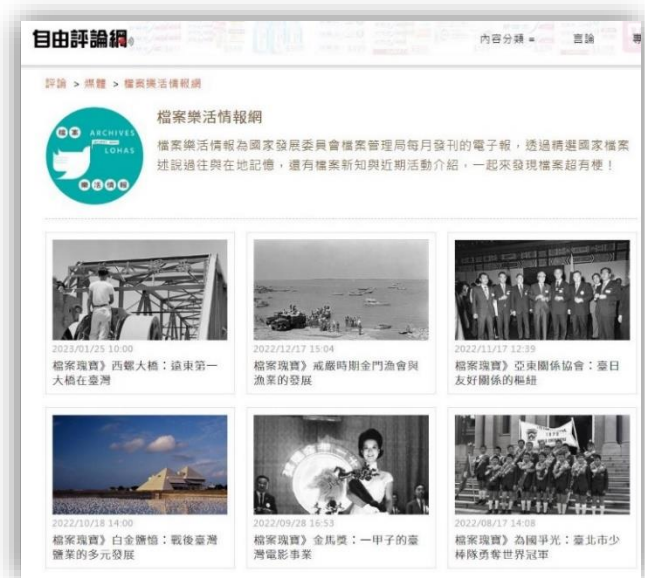 自由評論網
內容分類 ≡
言論
專
評論 > 媒體 > 檔案樂活情報網
檔案
ARCHIVES
LOHAS
樂活情報
檔案樂活情報網
檔案樂活情報為國家發展委員會檔案管理局每月發刊的電子報，透過精選國家檔案
述說過往與在地記憶，還有檔案新知與近期活動介紹，一起來發現檔案超有梗！
2023/01/25 10:00
檔案瑰寶》西螺大橋：遠東第一
大橋在臺灣
2022/12/17 15:04
檔案瑰寶》戒嚴時期金門漁會與
漁業的發展
2022/11/17 12:39
檔案瑰寶》亞東關係協會：臺日
友好關係的樞紐
2022/10/18 14:00
檔案瑰寶》白金鹽憶：戰後臺灣
鹽業的多元發展
2022/09/28 16:53
檔案瑰寶》金馬獎：一甲子的臺
灣電影事業
2022/08/17 14:08
檔案瑰寶》為國爭光：臺北市少
棒隊勇奪世界冠軍